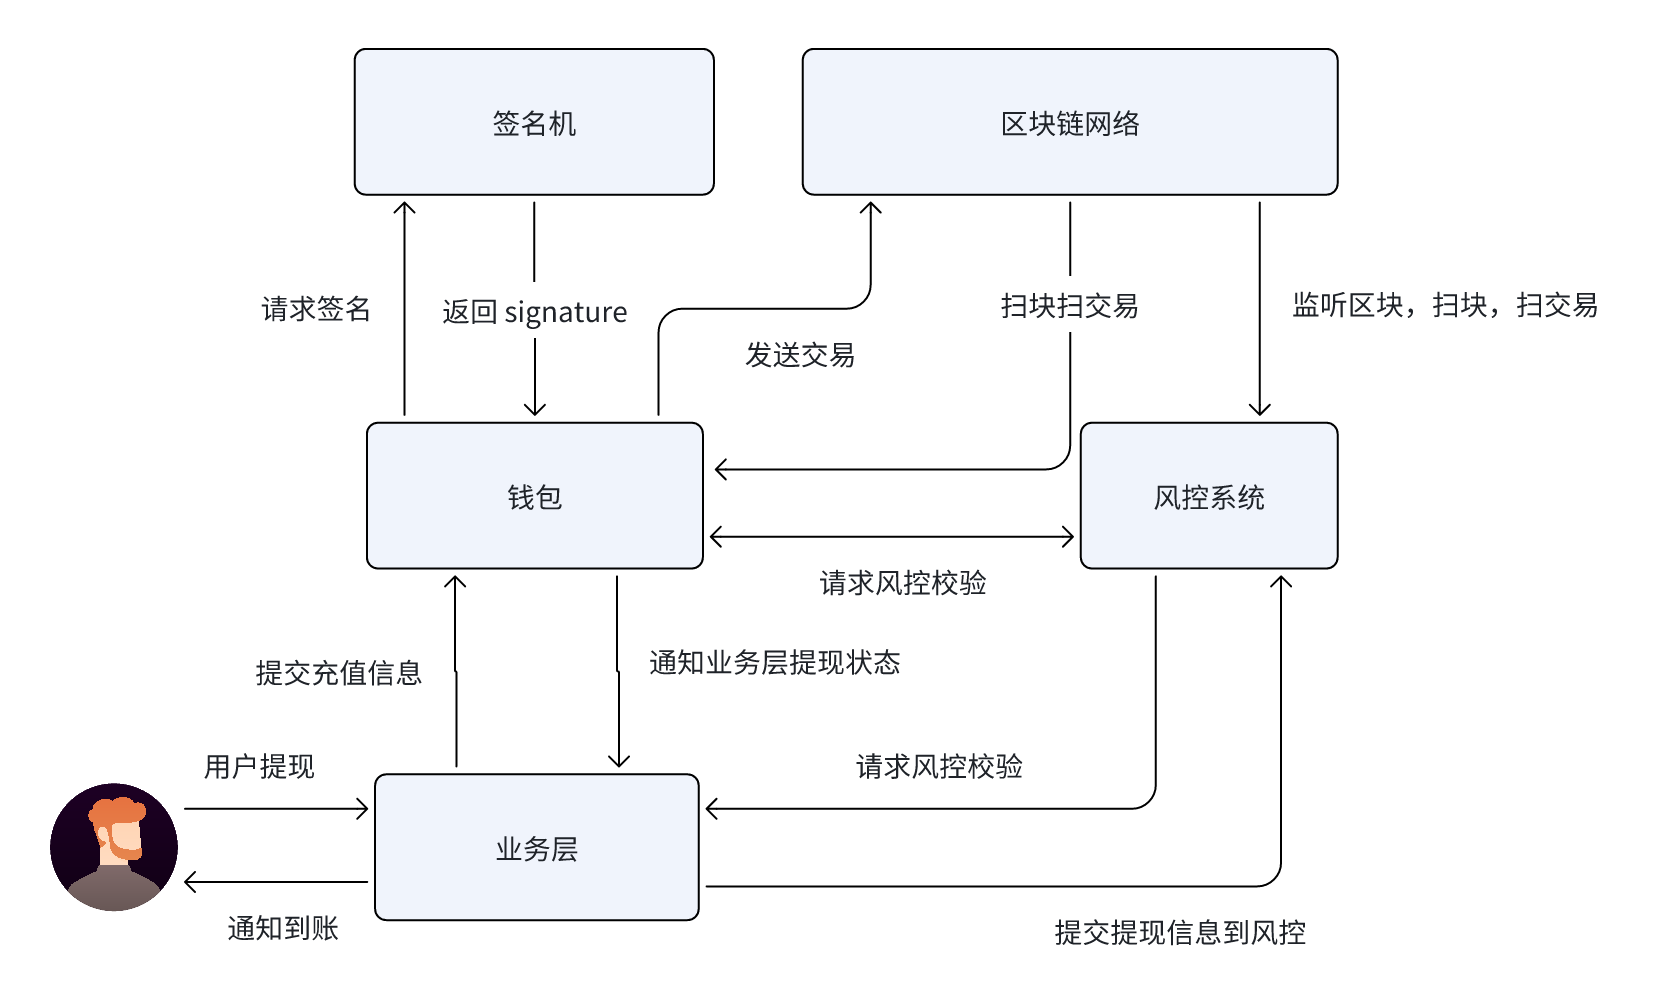 签名机
区块链网络
请求签名
返回 signature
发送交易
扫块扫交易
监听区块，扫块，扫交易
钱包
风控系统
请求风控校验
提交充值信息
通知业务层提现状态
用户提现
请求风控校验
业务层
通知到账
提交提现信息到风控